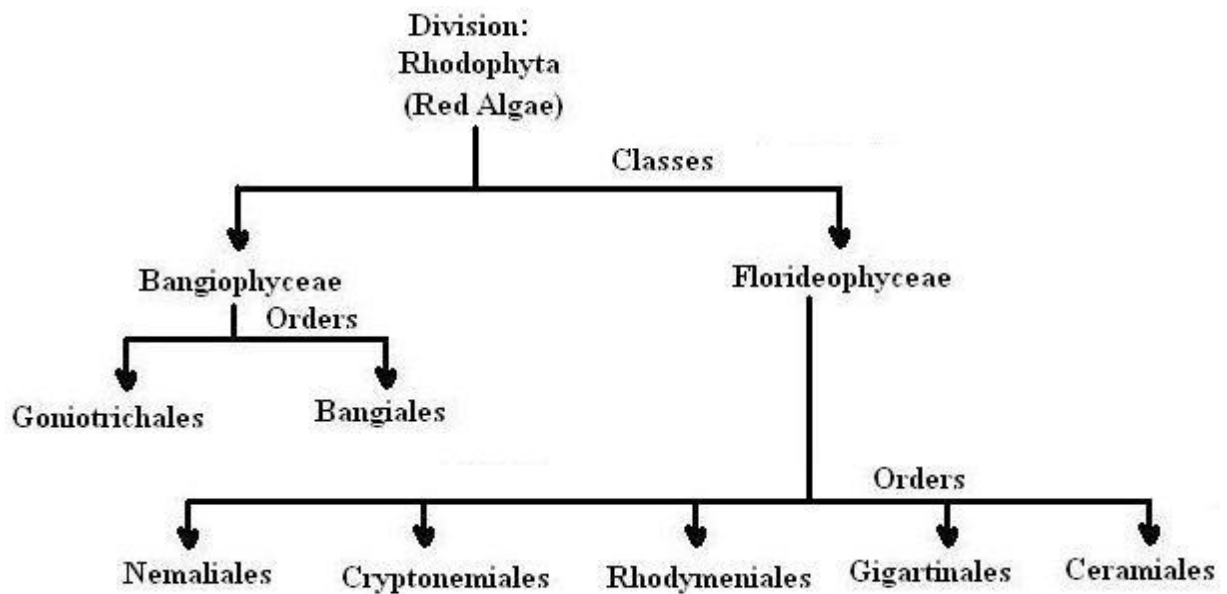 Division:
Rhodophyta
(Red Algae)
Classes
Bangiophyceae
Florideophyceae
Orders
Goniotrichales
Bangiales
Orders
Nemaliales
Cryptonemiales
Rhodymeniales
Gigartinales
Ceramiales